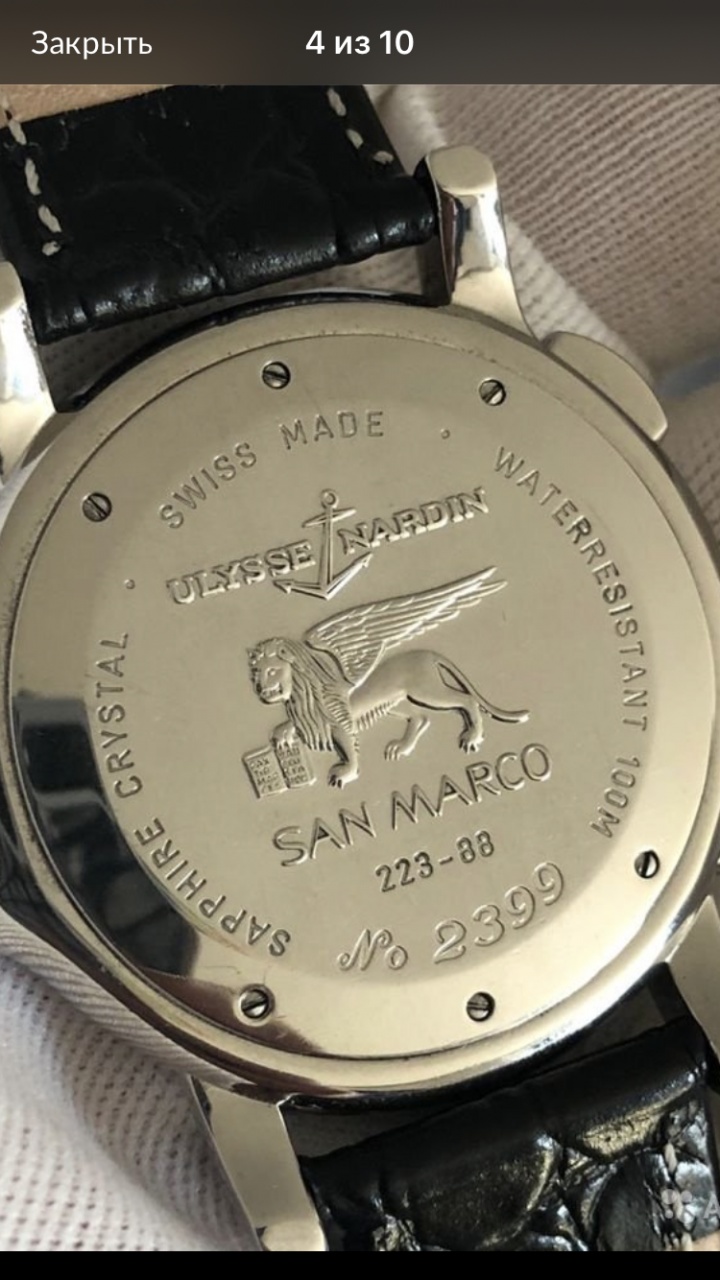 Закрыть
4 из 10
SWISS MADE
WATERRESISTANT 100M
SAPPHIRE CRYSTAL
ULYSSE NARDIN
SAN MARCO
223-88
No 2399